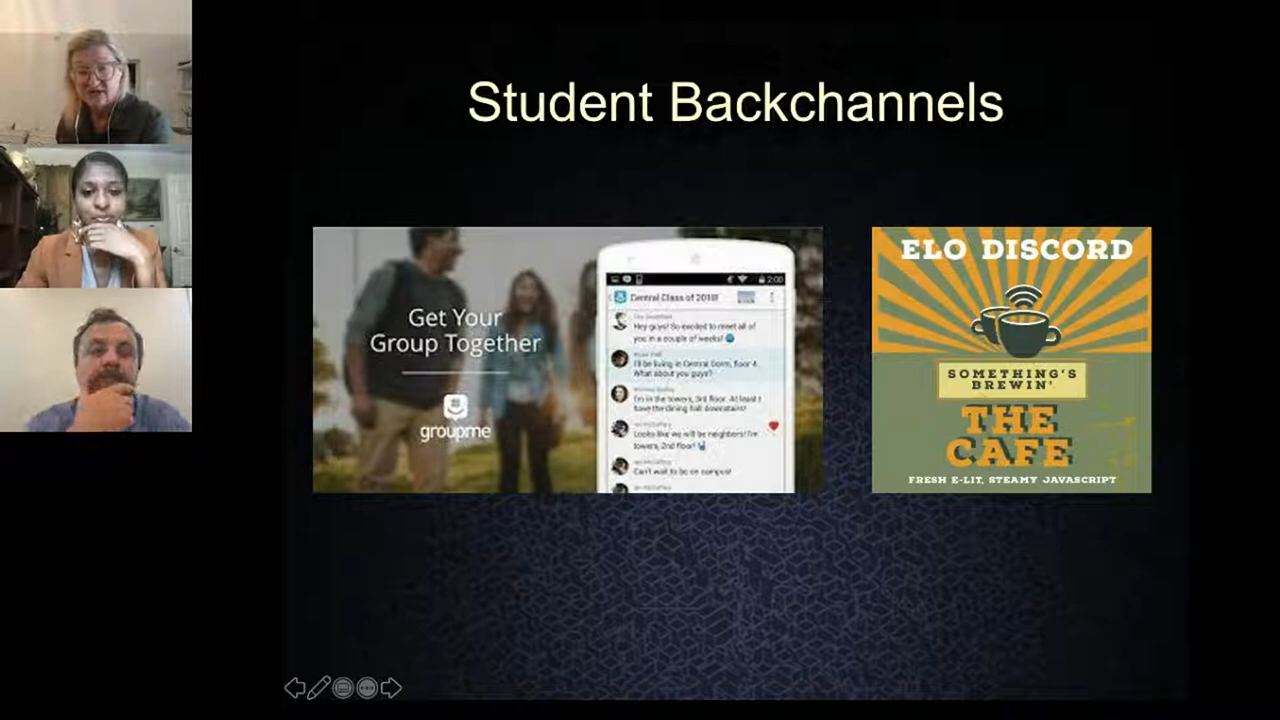 Student Backchannels
Get Your
Group Together
groupme
2:00
Central Class of 2018!
Hey guys! So excited to meet all of
you in a couple of weeks!
I'll be living in Central Dorm, floor 4.
What about you guys?
I'm in the towers, 3rd floor. At least I
have the dining hall downstairs!
Looks like we will be neighbors! I'm
towers, 2nd floor!
Can't wait to be on campus!
ELO DISCORD
SOMETHING'S
BREWIN'
THE
CAFE
FRESH E-LIT, STEAMY JAVASCRIPT